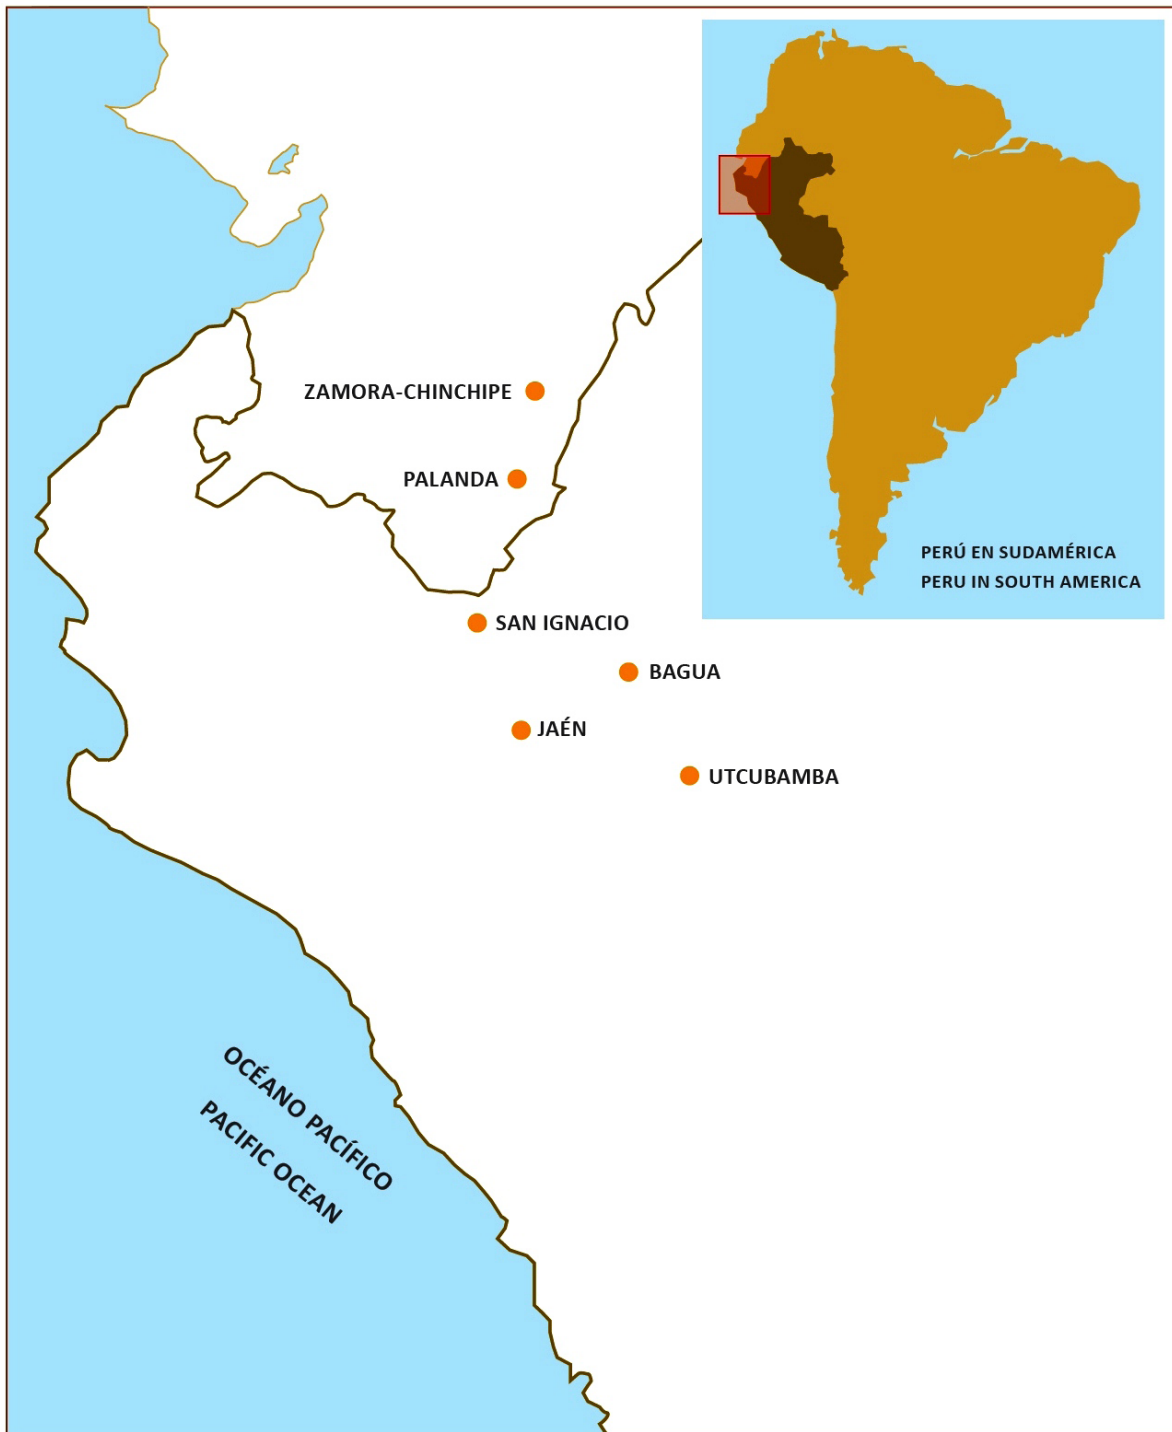 ZAMORA-CHINCHIPE
PALANDA
PERÚ EN SUDAMÉRICA
PERU IN SOUTH AMERICA
SAN IGNACIO
BAGUA
JAÉN
UTCUBAMBA
OCÉANO PACÍFICO
PACIFIC OCEAN